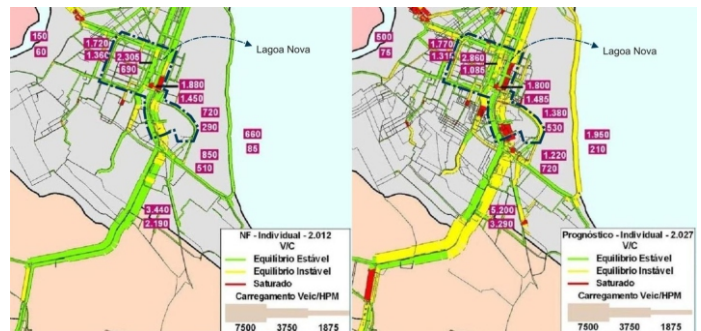 150
60
1.720
1.360
2.305
690
Lagoa Nova
1.880
1.450
720
290
660
85
850
510
3.440
2.190
NF - Individual - 2.012
V/C
Equilíbrio Estável
Equilíbrio Instável
Saturado
Carregamento Veic/HPM
7500 3750 1875
500
75
1.770
1.310
2.860
1.085
Lagoa Nova
1.800
1.485
1.380
530
1.950
210
1.220
720
5.200
3.290
Prognóstico - Individual - 2.027
V/C
Equilíbrio Estável
Equilíbrio Instável
Saturado
Carregamento Veic/HPM
7500 3750 1875